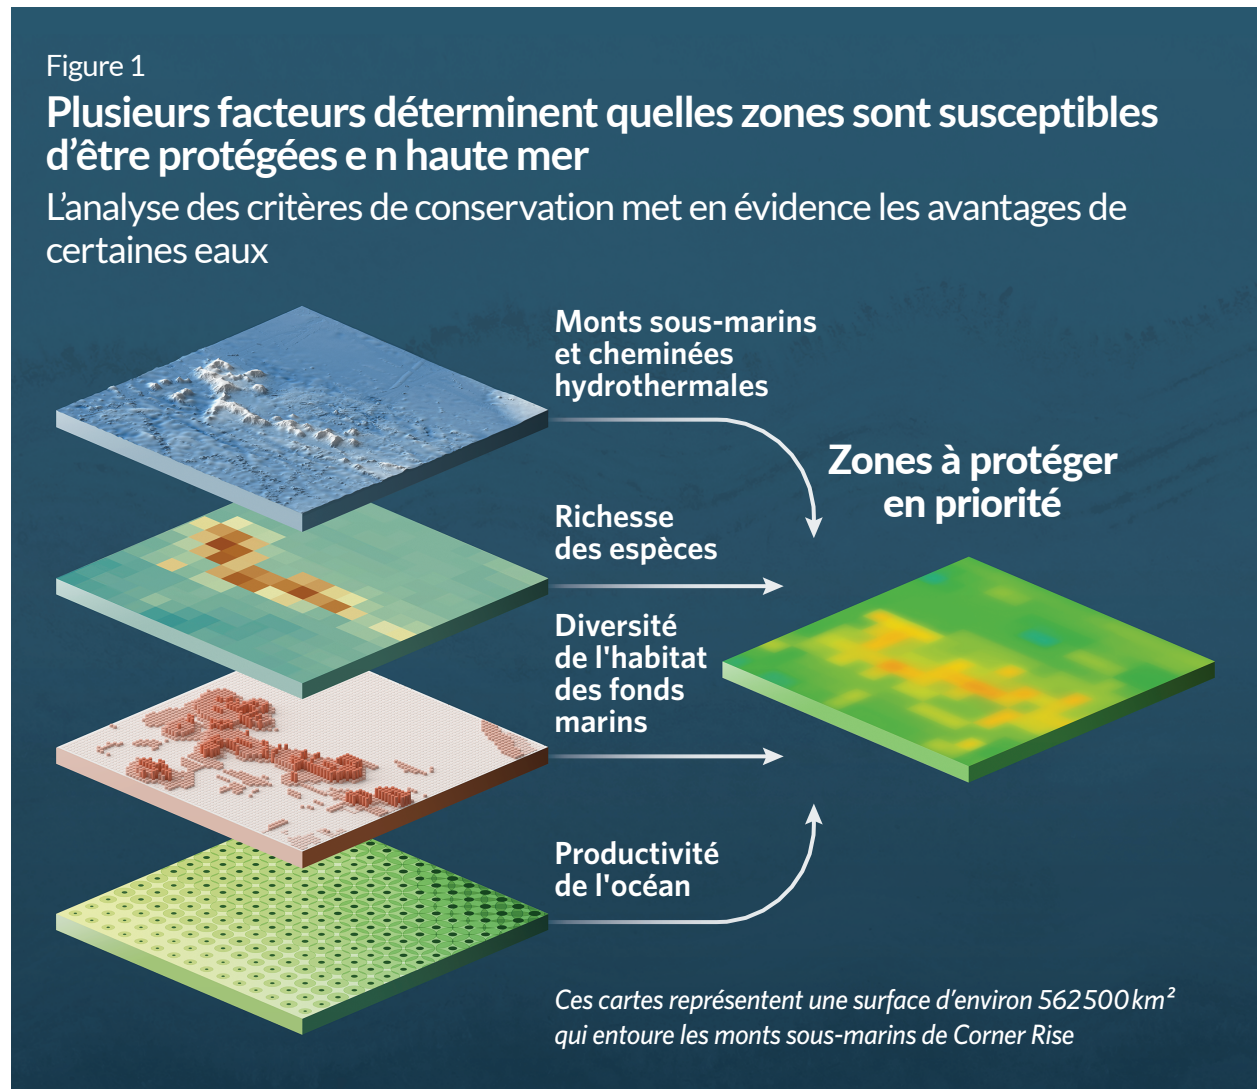 Figure 1
Plusieurs facteurs déterminent quelles zones sont susceptibles
d’être protégées e n haute mer
L’analyse des critères de conservation met en évidence les avantages de
certaines eaux
Monts sous-marins
et cheminées
hydrothermales
Zones à protéger
en priorité
Richesse
des espèces
Diversité
de l'habitat
des fonds
marins
Productivité
de l'océan
Ces cartes représentent une surface d’environ 562 500 km²
qui entoure les monts sous-marins de Corner Rise